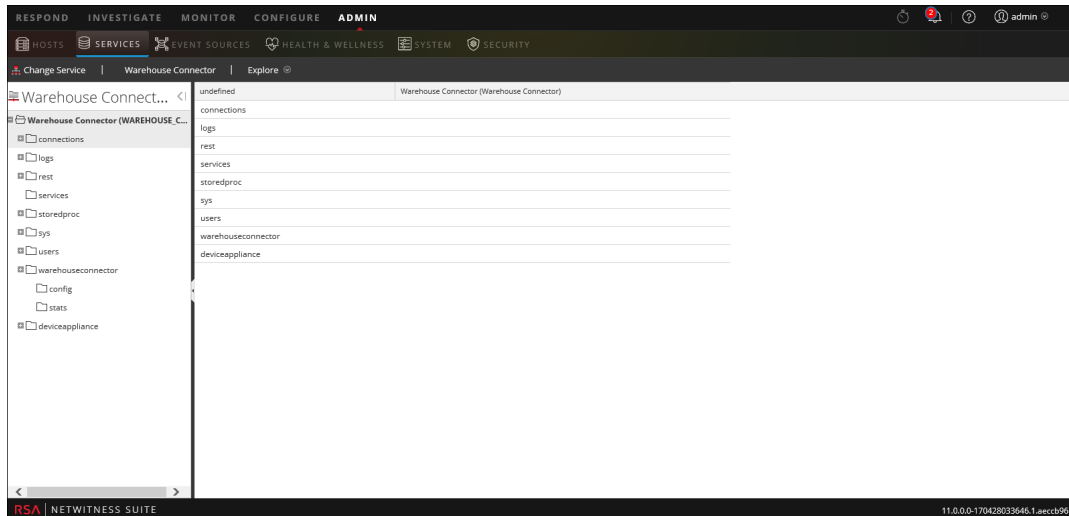 RESPOND INVESTIGATE MONITOR CONFIGURE ADMIN 2 ? admin
HOSTS SERVICES EVENT SOURCES HEALTH & WELLNESS SYSTEM SECURITY
Change Service | Warehouse Connector | Explore
Warehouse Connect...
Warehouse Connector (WAREHOUSE_C...
connections
logs
rest
services
storedproc
sys
users
warehouseconnector
config
stats
deviceappliance
undefined Warehouse Connector (Warehouse Connector)
connections
logs
rest
services
storedproc
sys
users
warehouseconnector
deviceappliance
RSA | NETWITNESS SUITE 11.0.0.0-170428033646.1.aeccb96